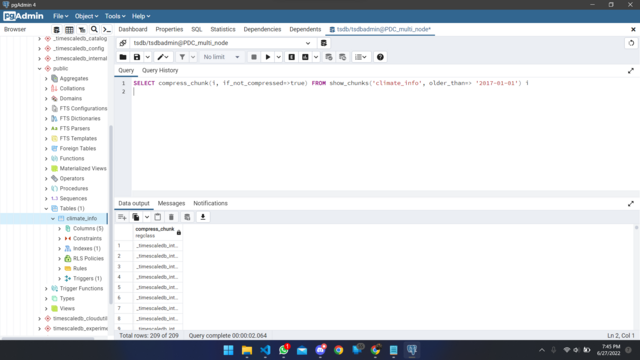 pgAdmin 4
pgAdmin File Object Tools Help
Browser Dashboard Properties SQL Statistics Dependencies Dependents tsdb/tsdbadmin@PDC_multi_node*
_timescaledb_catalog
_timescaledb_config
_timescaledb_internal
public
Aggregates
Collations
Domains
FTS Configurations
FTS Dictionaries
FTS Parsers
FTS Templates
Foreign Tables
Functions
Materialized Views
Operators
Procedures
1..3 Sequences
Tables (1)
climate_info
Columns (5)
Constraints
Indexes (1)
RLS Policies
Rules
Triggers (1)
Trigger Functions
Types
Views
timescaledb_cloudutil
timescaledb_experime
tsdb/tsdbadmin@PDC_multi_node
No limit
Query Query History
1 SELECT compress_chunk(i, if_not_compressed=>true) FROM show_chunks('climate_info', older_than=> '2017-01-01') i
2
Data output Messages Notifications
compress_chunk
regclass
1 _timescaledb_int...
2 _timescaledb_int...
3 _timescaledb_int...
4 _timescaledb_int...
5 _timescaledb_int...
6 _timescaledb_int...
7 _timescaledb_int...
8 _timescaledb_int...
9 _timescaledb_int...
Total rows: 209 of 209 Query complete 00:00:02.064 Ln 2, Col 1
7:45 PM
6/27/2022